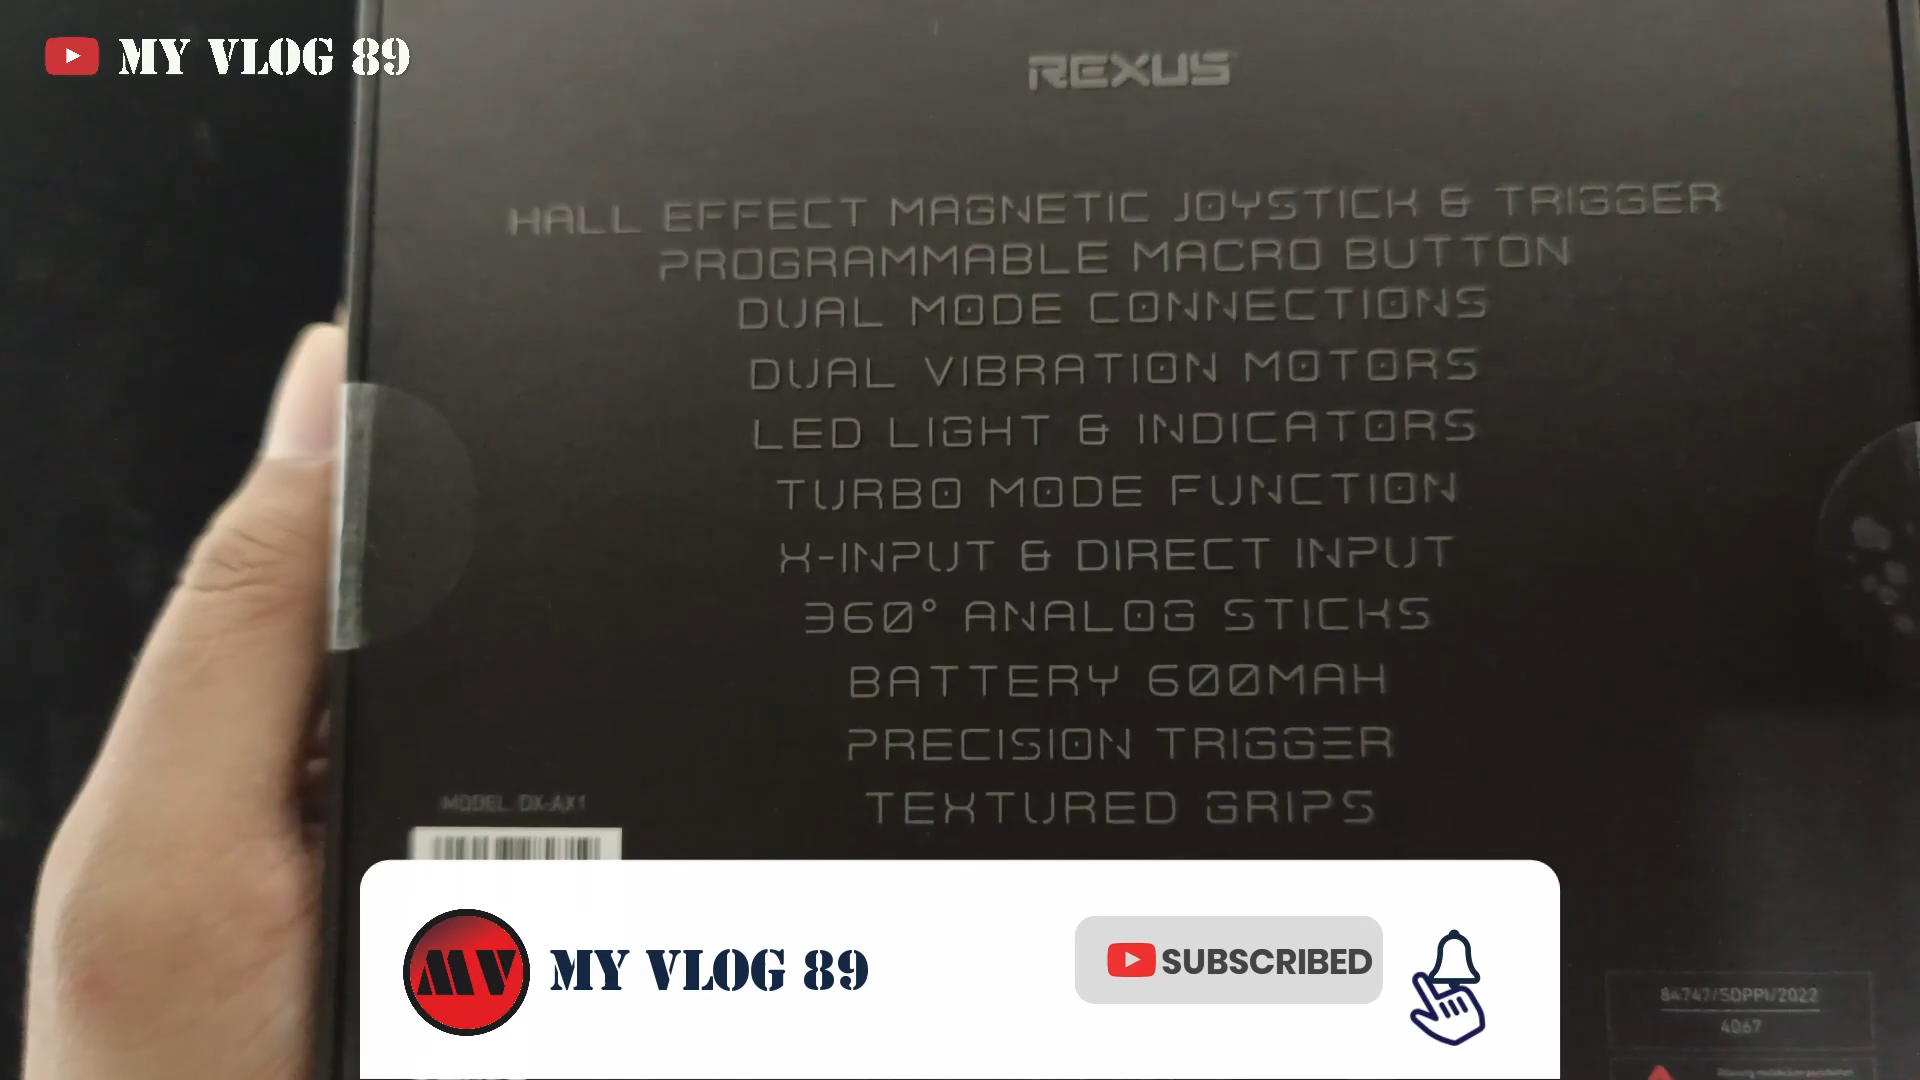 MY VLOG 89
REXUS
HALL EFFECT MAGNETIC JOYSTICK & TRIGGER
PROGRAMMABLE MACRO BUTTON
DUAL MODE CONNECTIONS
DUAL VIBRATION MOTORS
LED LIGHT & INDICATORS
TURBO MODE FUNCTION
X-INPUT & DIRECT INPUT
360° ANALOG STICKS
BATTERY 600MAH
PRECISION TRIGGER
TEXTURED GRIPS
MODEL DX-AX1
MV MY VLOG 89 SUBSCRIBED
84747/SDPPI/2022
4067